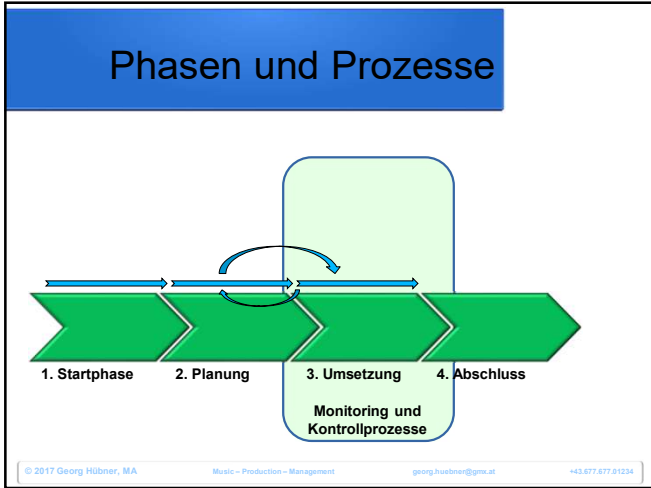 Phasen und Prozesse
1. Startphase
2. Planung
3. Umsetzung
4. Abschluss
Monitoring und
Kontrollprozesse
© 2017 Georg Hübner, MA
Music – Production – Management
georg.huebner@gmx.at
+43.677.677.01234